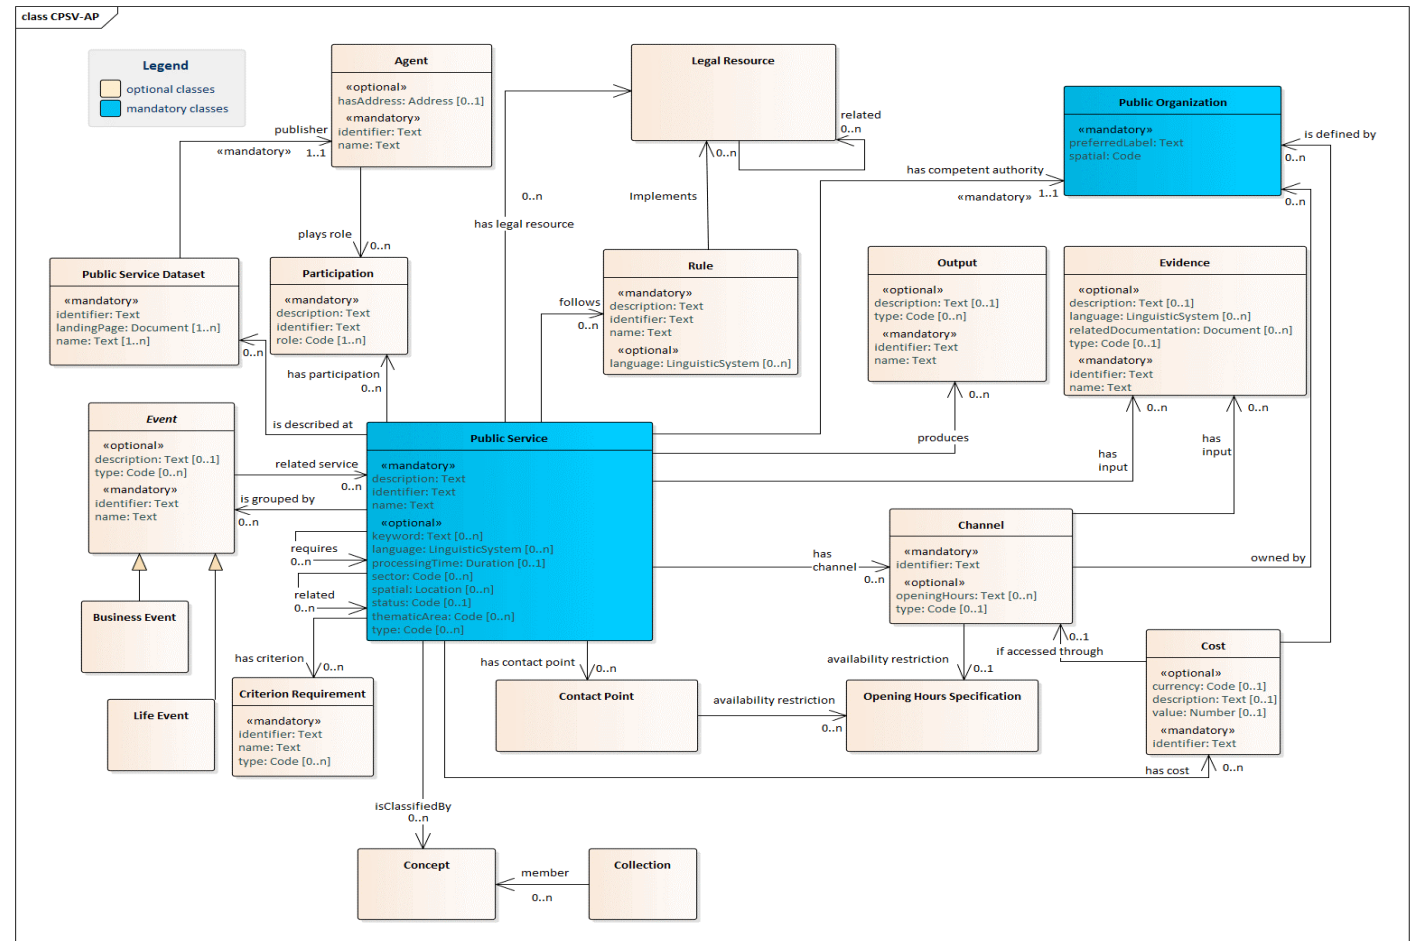 class CPSV-AP
Legend
optional classes
mandatory classes
Agent
«optional»
hasAddress: Address [0..1]
«mandatory»
identifier: Text
name: Text
publisher
«mandatory»
1..1
Legal Resource
related
0..n
Public Organization
«mandatory»
preferredLabel: Text
spatial: Code
is defined by
0..n
has competent authority
«mandatory»
1..1
0..n
0..n
Implements
0..n
has legal resource
plays role
0..n
Public Service Dataset
«mandatory»
identifier: Text
landingPage: Document [1..n]
name: Text [1..n]
0..n
Participation
«mandatory»
description: Text
identifier: Text
role: Code [1..n]
has participation
0..n
follows
0..n
Rule
«mandatory»
description: Text
identifier: Text
name: Text
«optional»
language: LinguisticSystem [0..n]
Output
«optional»
description: Text [0..1]
type: Code [0..n]
«mandatory»
identifier: Text
name: Text
0..n
Evidence
«optional»
description: Text [0..1]
language: LinguisticSystem [0..n]
relatedDocumentation: Document [0..n]
type: Code [0..1]
«mandatory»
identifier: Text
name: Text
0..n
0..n
Event
«optional»
description: Text [0..1]
type: Code [0..n]
«mandatory»
identifier: Text
name: Text
is described at
related service
0..n
is grouped by
0..n
requires
0..n
related
0..n
Public Service
«mandatory»
description: Text
identifier: Text
name: Text
«optional»
keyword: Text [0..n]
language: LinguisticSystem [0..n]
processingTime: Duration [0..1]
sector: Code [0..n]
spatial: Location [0..n]
status: Code [0..1]
thematicArea: Code [0..n]
type: Code [0..n]
produces
has
input
has
input
has
channel
0..n
Channel
«mandatory»
identifier: Text
«optional»
openingHours: Text [0..n]
type: Code [0..1]
owned by
Business Event
Life Event
has criterion
0..n
Criterion Requirement
«mandatory»
identifier: Text
name: Text
type: Code [0..n]
has contact point
0..n
Contact Point
availability restriction
0..n
availability restriction
0..1
Opening Hours Specification
if accessed through
0..1
Cost
«optional»
currency: Code [0..1]
description: Text [0..1]
value: Number [0..1]
«mandatory»
identifier: Text
has cost
0..n
isClassifiedBy
0..n
Concept
member
0..n
Collection